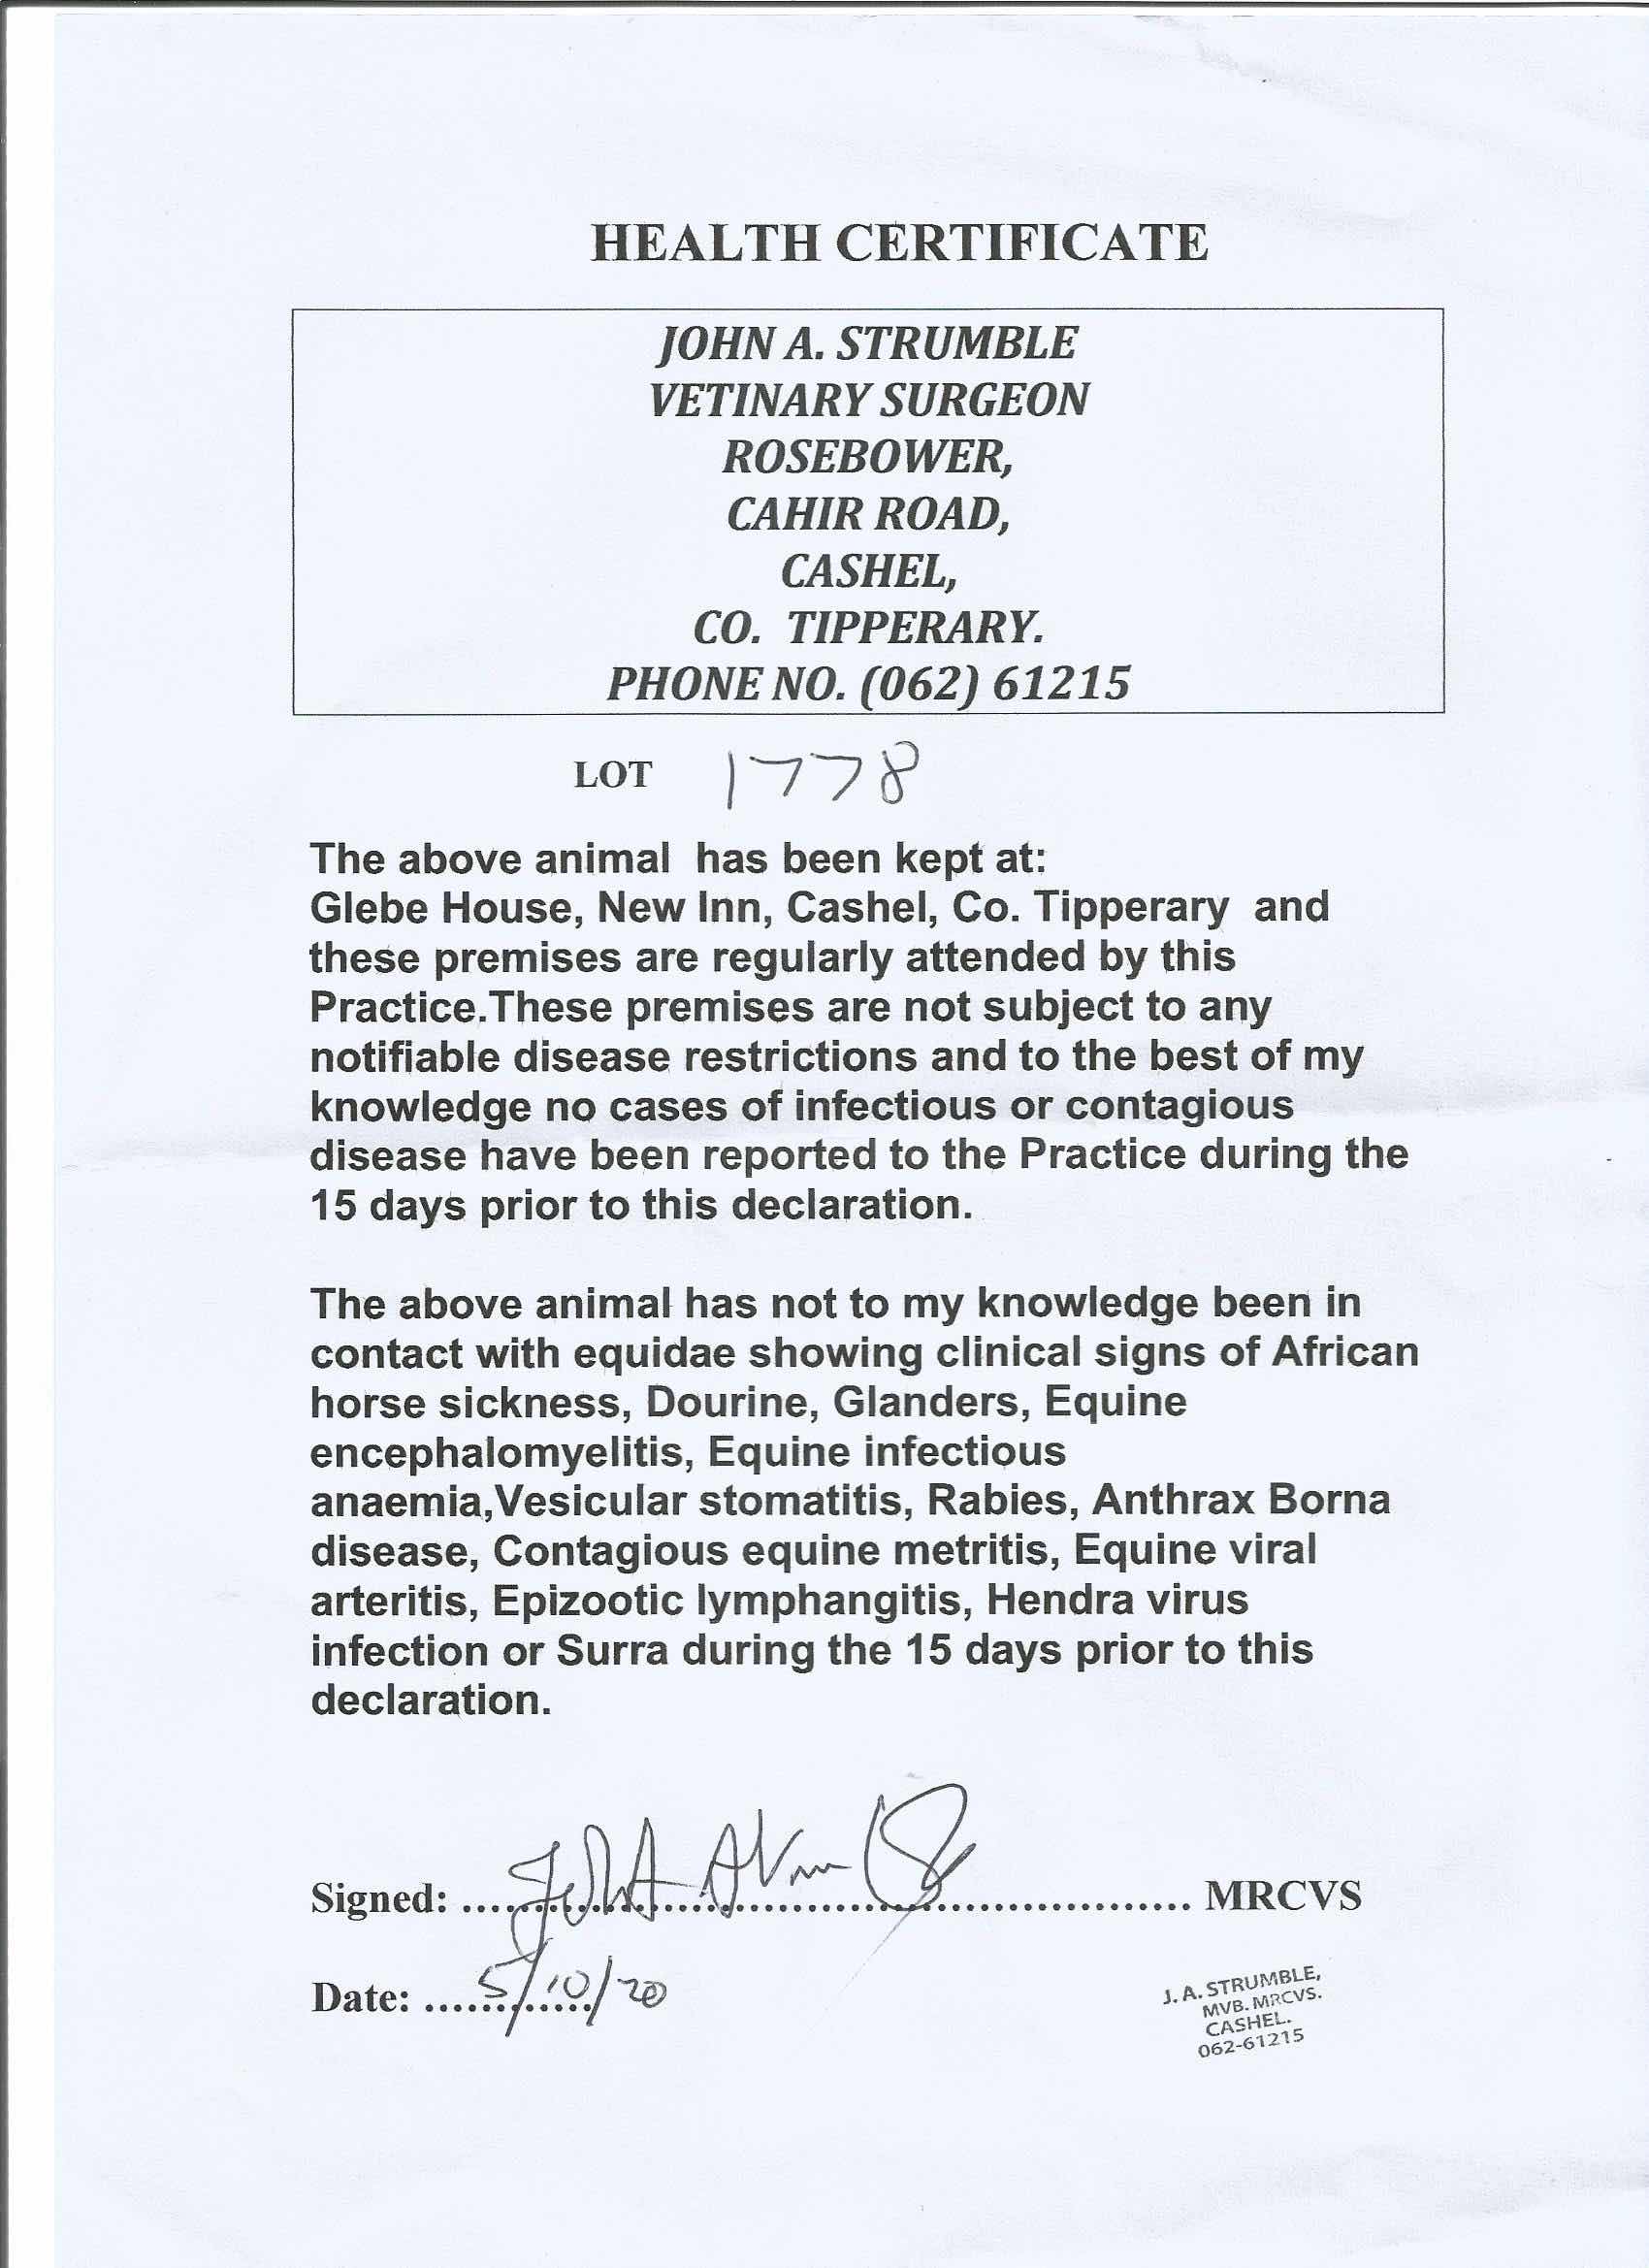 HEALTH CERTIFICATE
JOHN A. STRUMBLE
VETINARY SURGEON
ROSEBOWER,
CAHIR ROAD,
CASHEL,
CO. TIPPERARY.
PHONE NO. (062) 61215
LOT 1778
The above animal has been kept at:
Glebe House, New Inn, Cashel, Co. Tipperary and
these premises are regularly attended by this
Practice.These premises are not subject to any
notifiable disease restrictions and to the best of my
knowledge no cases of infectious or contagious
disease have been reported to the Practice during the
15 days prior to this declaration.
The above animal has not to my knowledge been in
contact with equidae showing clinical signs of African
horse sickness, Dourine, Glanders, Equine
encephalomyelitis, Equine infectious
anaemia,Vesicular stomatitis, Rabies, Anthrax Borna
disease, Contagious equine metritis, Equine viral
arteritis, Epizootic lymphangitis, Hendra virus
infection or Surra during the 15 days prior to this
declaration.
Signed: John A Strumble MRCVS
Date: 5/10/20
J. A. STRUMBLE,
MVB. MRCVS.
CASHEL.
062-61215